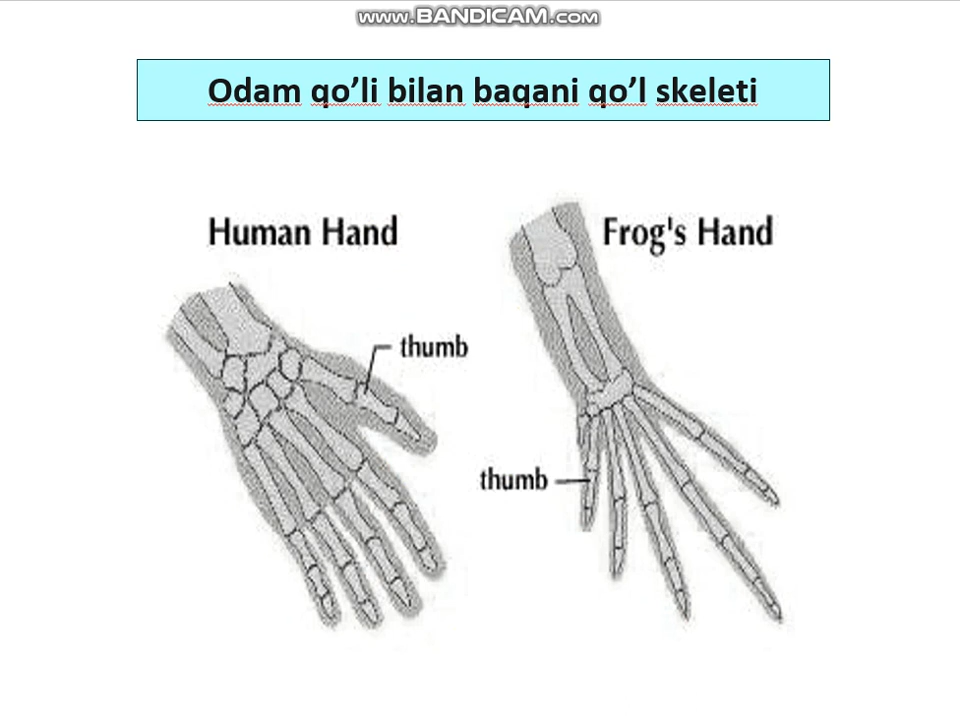 www.BANDICAM.com
Odam qo’li bilan baqani qo’l skeleti
Human Hand
Frog's Hand
thumb
thumb